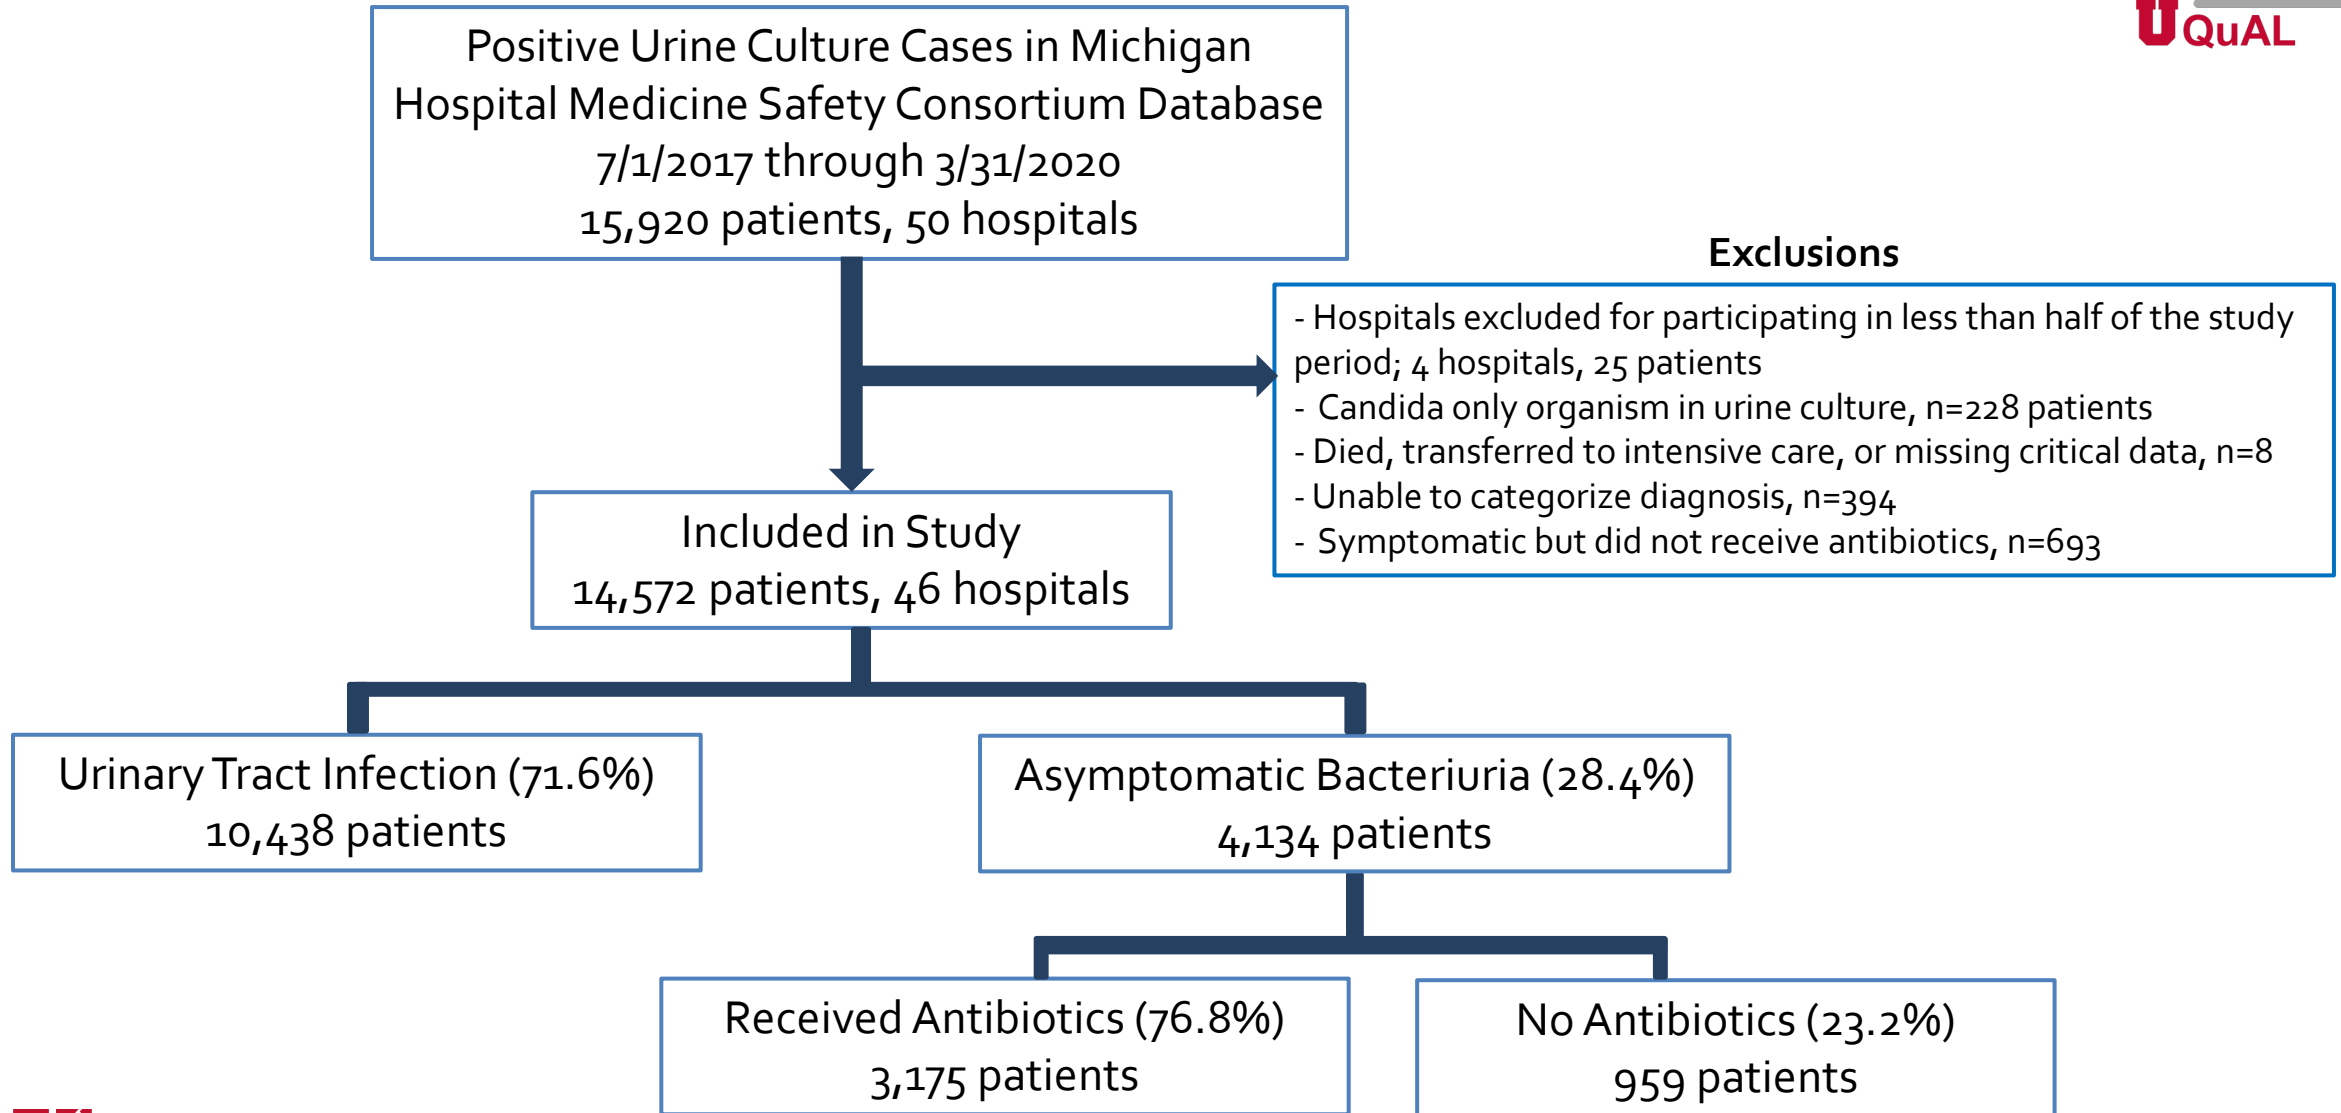 U QuAL
Positive Urine Culture Cases in Michigan
Hospital Medicine Safety Consortium Database
7/1/2017 through 3/31/2020
15,920 patients, 50 hospitals
Exclusions
- Hospitals excluded for participating in less than half of the study
period; 4 hospitals, 25 patients
- Candida only organism in urine culture, n=228 patients
- Died, transferred to intensive care, or missing critical data, n=8
- Unable to categorize diagnosis, n=394
- Symptomatic but did not receive antibiotics, n=693
Included in Study
14,572 patients, 46 hospitals
Urinary Tract Infection (71.6%)
10,438 patients
Asymptomatic Bacteriuria (28.4%)
4,134 patients
Received Antibiotics (76.8%)
3,175 patients
No Antibiotics (23.2%)
959 patients